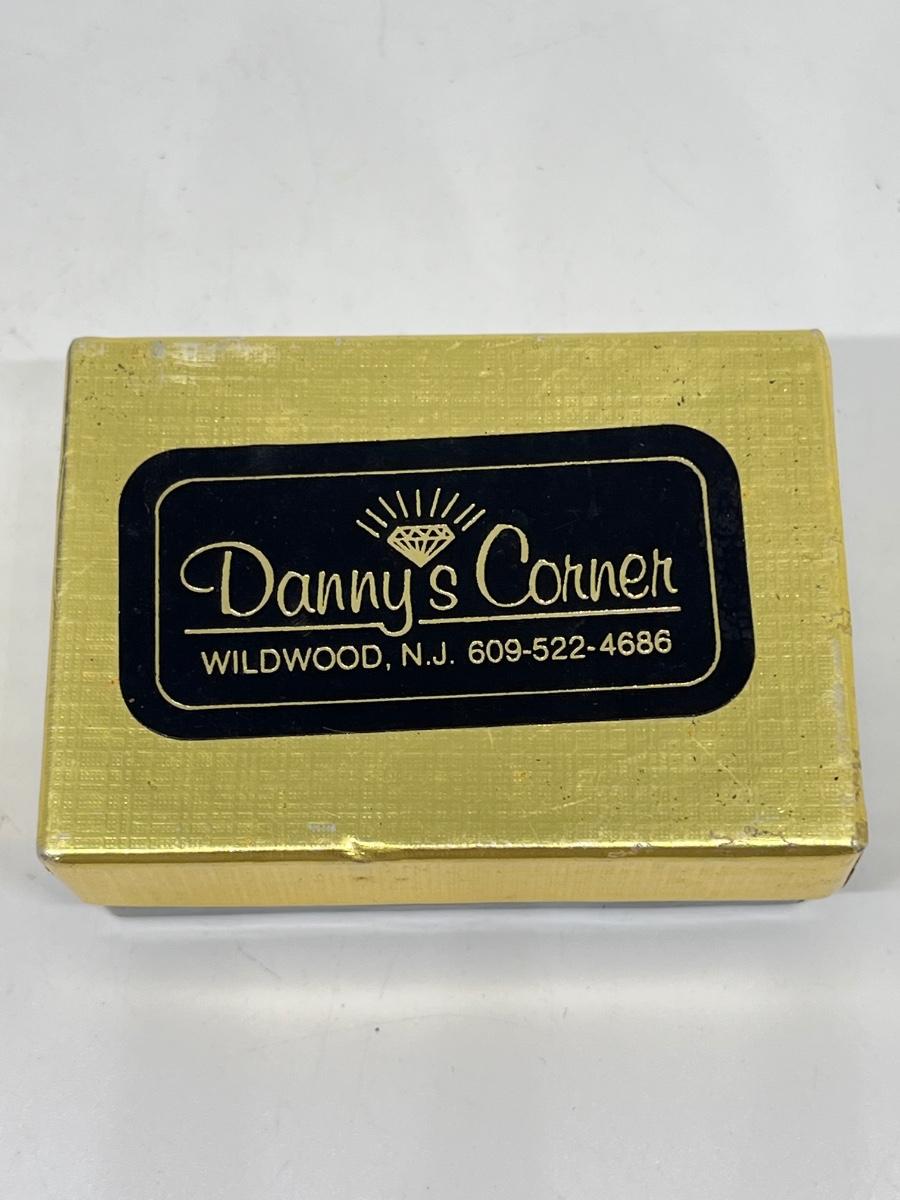 Danny's Corner
WILDWOOD, N.J. 609-522-4686